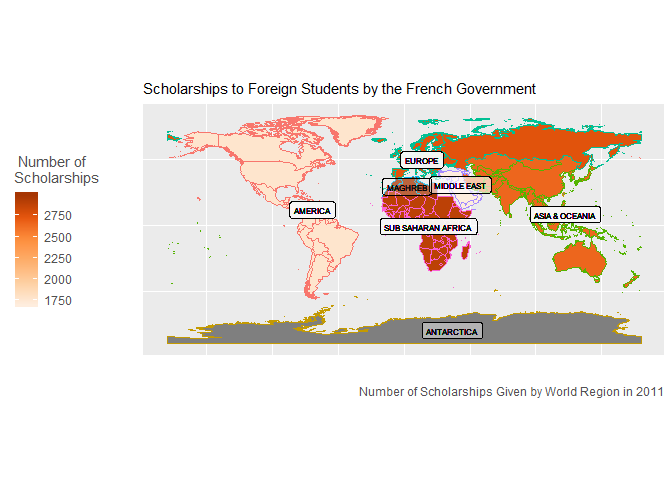 Scholarships to Foreign Students by the French Government
Number of
Scholarships
2750
2500
2250
2000
1750
EUROPE
MAGHREB
MIDDLE EAST
AMERICA
ASIA & OCEANIA
SUB SAHARAN AFRICA
ANTARCTICA
Number of Scholarships Given by World Region in 2011